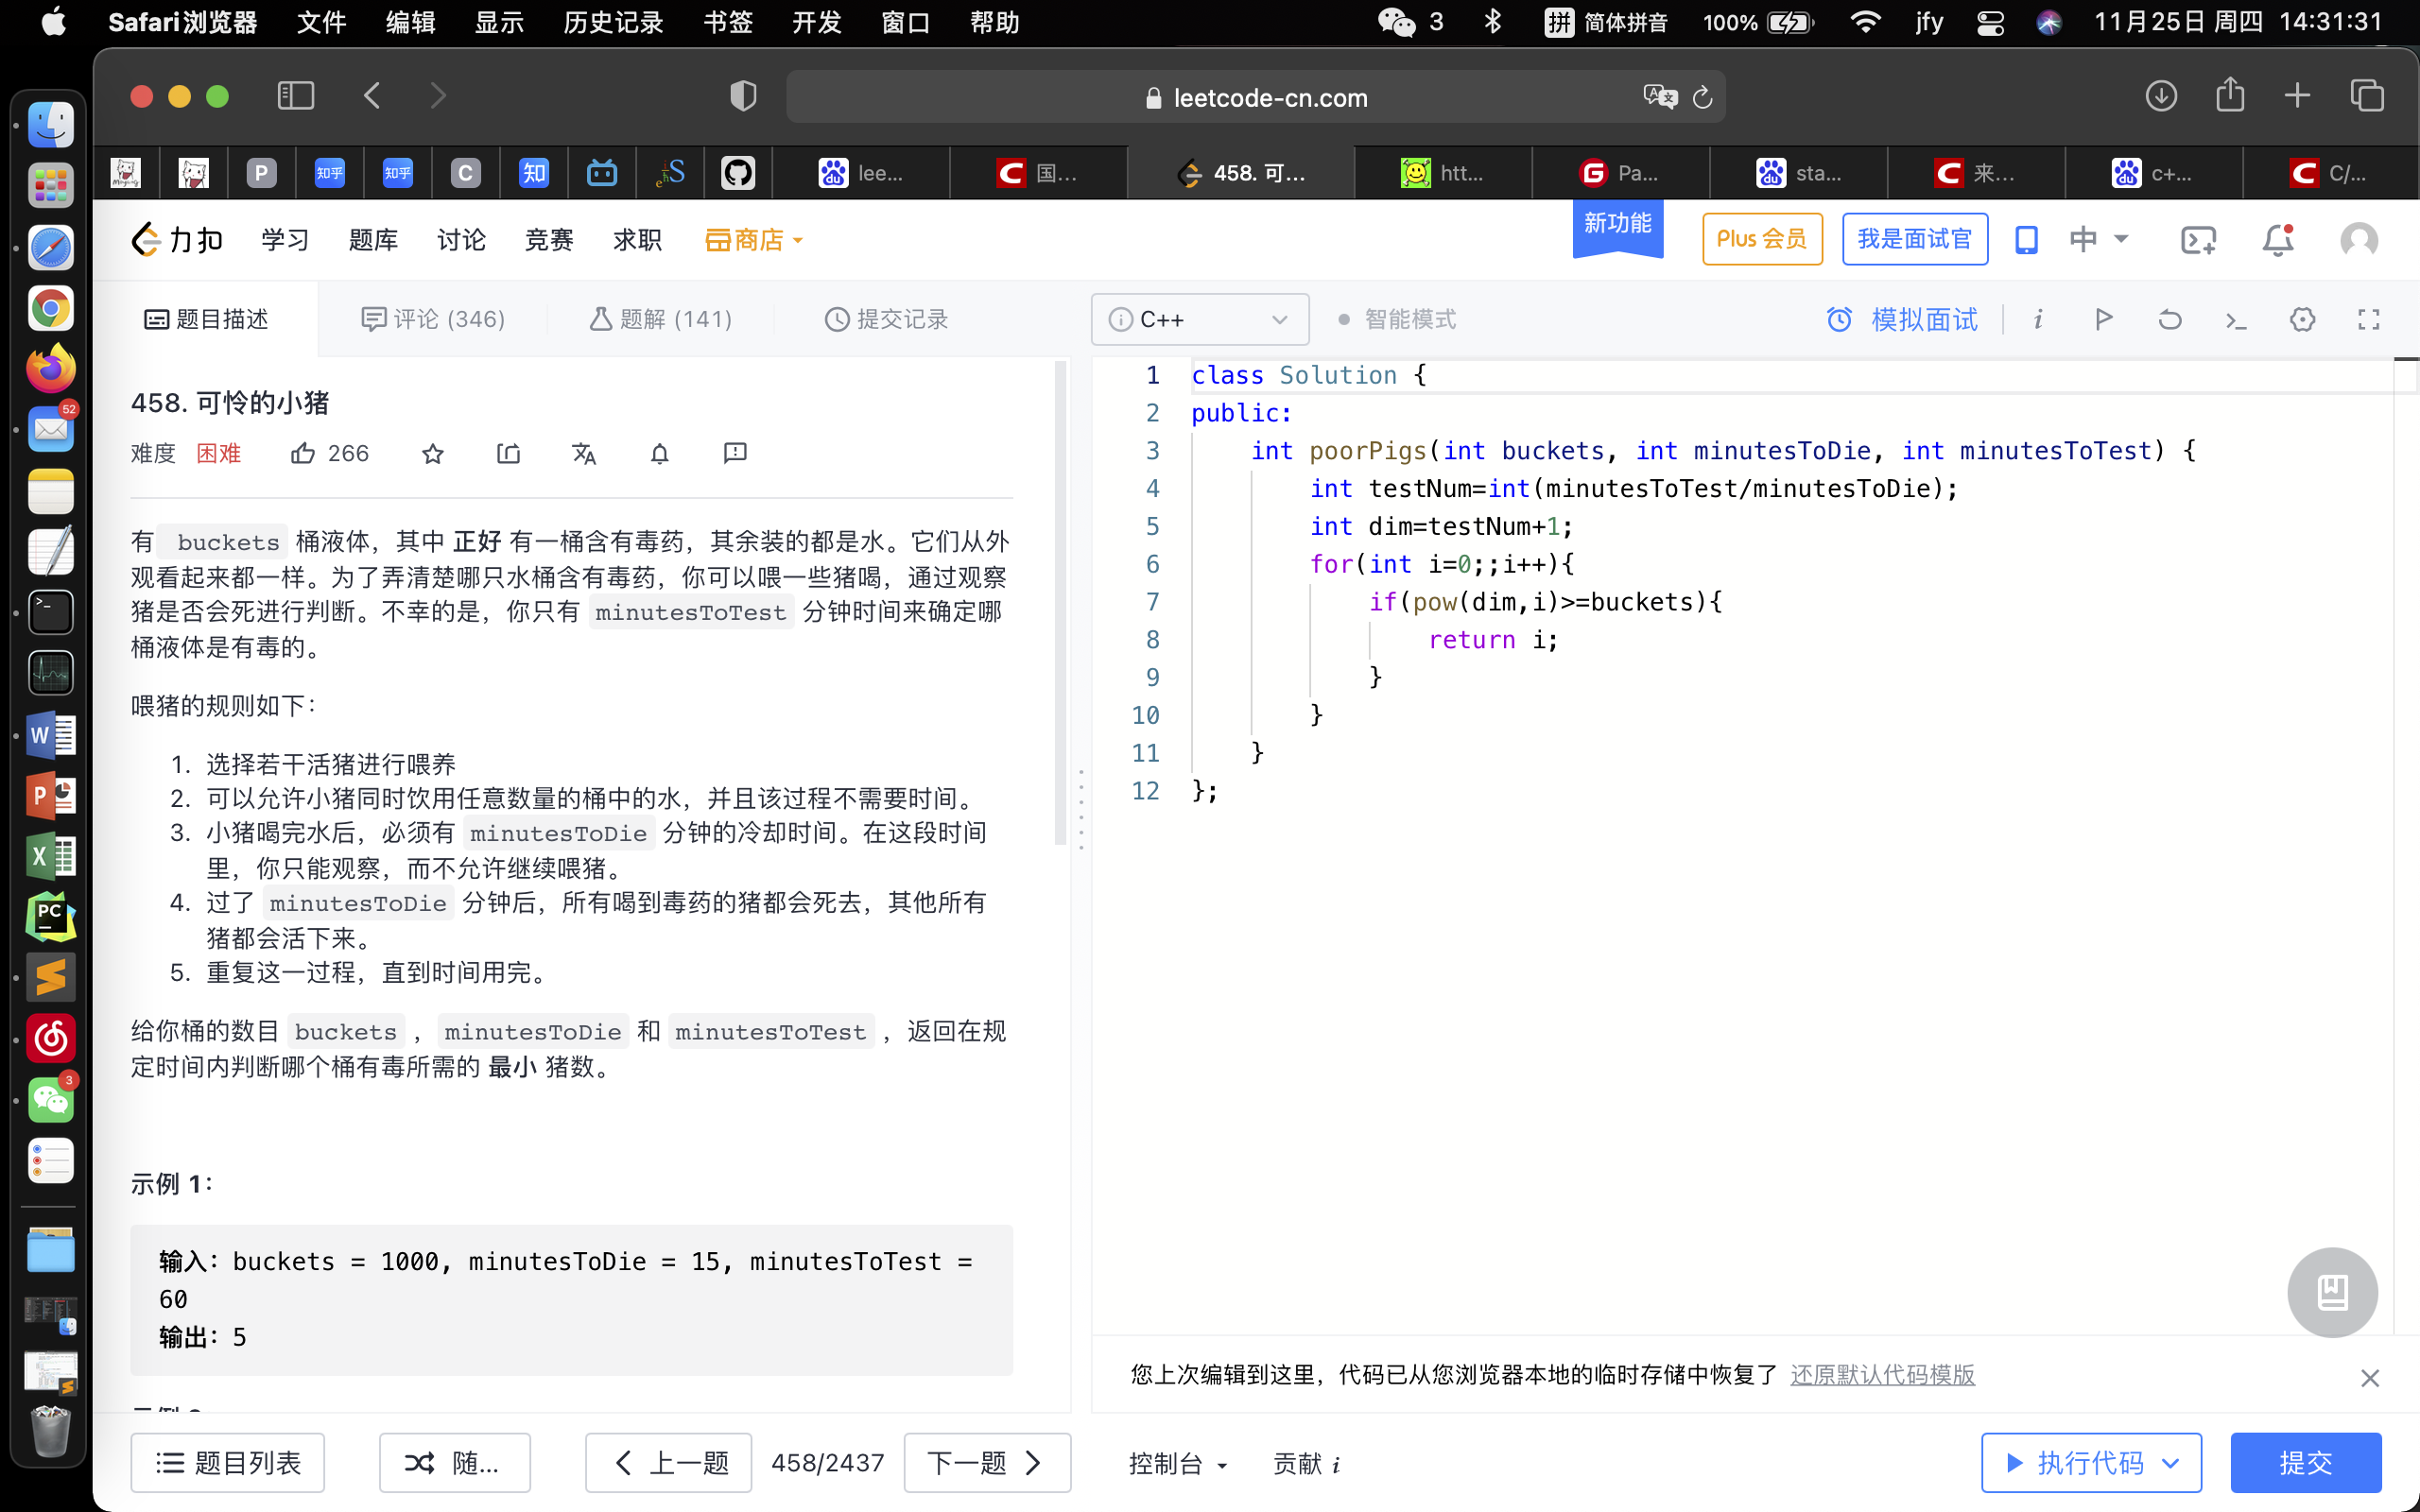 Safari浏览器 文件 编辑 显示 历史记录 书签 开发 窗口 帮助 3 拼 简体拼音 100% jfy 11月25日 周四 14:31:31
leetcode-cn.com
P 知乎 知乎 C 知 lee... 国... 458. 可... htt... Pa... sta... 来... c+... C/...
力扣 学习 题库 讨论 竞赛 求职 商店 新功能 Plus 会员 我是面试官 中
题目描述 评论 (346) 题解 (141) 提交记录
458. 可怜的小猪
难度 困难 266
有 buckets 桶液体，其中 正好 有一桶含有毒药，其余装的都是水。它们从外
观看起来都一样。为了弄清楚哪只水桶含有毒药，你可以喂一些猪喝，通过观察
猪是否会死进行判断。不幸的是，你只有 minutesToTest 分钟时间来确定哪
桶液体是有毒的。
喂猪的规则如下：
1. 选择若干活猪进行喂养
2. 可以允许小猪同时饮用任意数量的桶中的水，并且该过程不需要时间。
3. 小猪喝完水后，必须有 minutesToDie 分钟的冷却时间。在这段时间
里，你只能观察，而不允许继续喂猪。
4. 过了 minutesToDie 分钟后，所有喝到毒药的猪都会死去，其他所有
猪都会活下来。
5. 重复这一过程，直到时间用完。
给你桶的数目 buckets ， minutesToDie 和 minutesToTest ，返回在规
定时间内判断哪个桶有毒所需的 最小 猪数。
示例 1：
输入：buckets = 1000, minutesToDie = 15, minutesToTest =
60
输出：5
题目列表 随... 上一题 458/2437 下一题
C++ 智能模式 模拟面试
1 class Solution {
2 public:
3 int poorPigs(int buckets, int minutesToDie, int minutesToTest) {
4 int testNum=int(minutesToTest/minutesToDie);
5 int dim=testNum+1;
6 for(int i=0;;i++){
7 if(pow(dim,i)>=buckets){
8 return i;
9 }
10 }
11 }
12 };
您上次编辑到这里，代码已从您浏览器本地的临时存储中恢复了 还原默认代码模版
控制台 贡献 i 执行代码 提交
52
W
P
X
PC
3